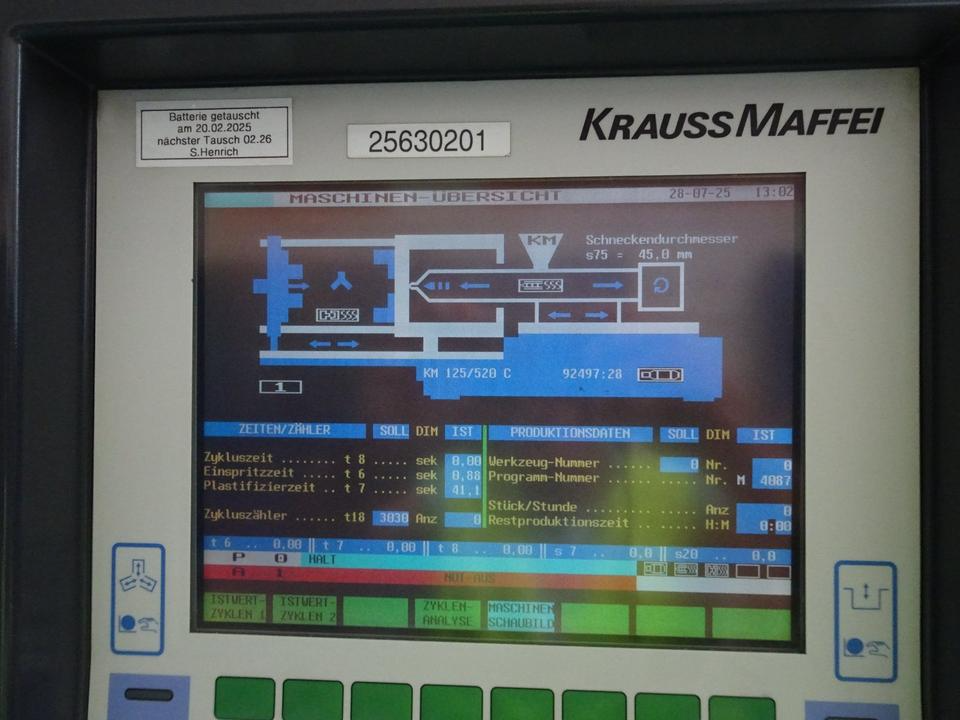 Batterie getauscht
am 20.02.2025
nächster Tausch 02.26
S.Henrich
25630201
KRAUSS MAFFEI
MASCHINEN-ÜBERSICHT 28-07-25 13:02
KM
Schneckendurchmesser
s75 = 45,0 mm
KM 125/520 C 92497:28
1
ZEITEN/ZÄHLER SOLL DIM IST
Zykluszeit ........ t 8 ..... sek 0,00
Einspritzzeit .... t 6 ..... sek 0,88
Plastifizierzeit .. t 7 ..... sek 41,1
Zykluszähler ...... t18 3030 Anz 0
PRODUKTIONSDATEN SOLL DIM IST
Werkzeug-Nummer ...... 0 Nr. 0
Programm-Nummer ...... ..... Nr. M 4087
Stück/Stunde ......... ..... Anz 0
Restproduktionszeit .. ..... H:M 0:00
t 6 .. 0,00 t 7 .. 0,00 t 8 .. 0,00 s 7 .. 0,0 s20 .. 0,0
P 0 HALT
A 1 NOT-AUS
ISTWERT-
ZYKLEN 1
ISTWERT-
ZYKLEN 2
ZYKLEN-
ANALYSE
MASCHINEN
SCHAUBILD